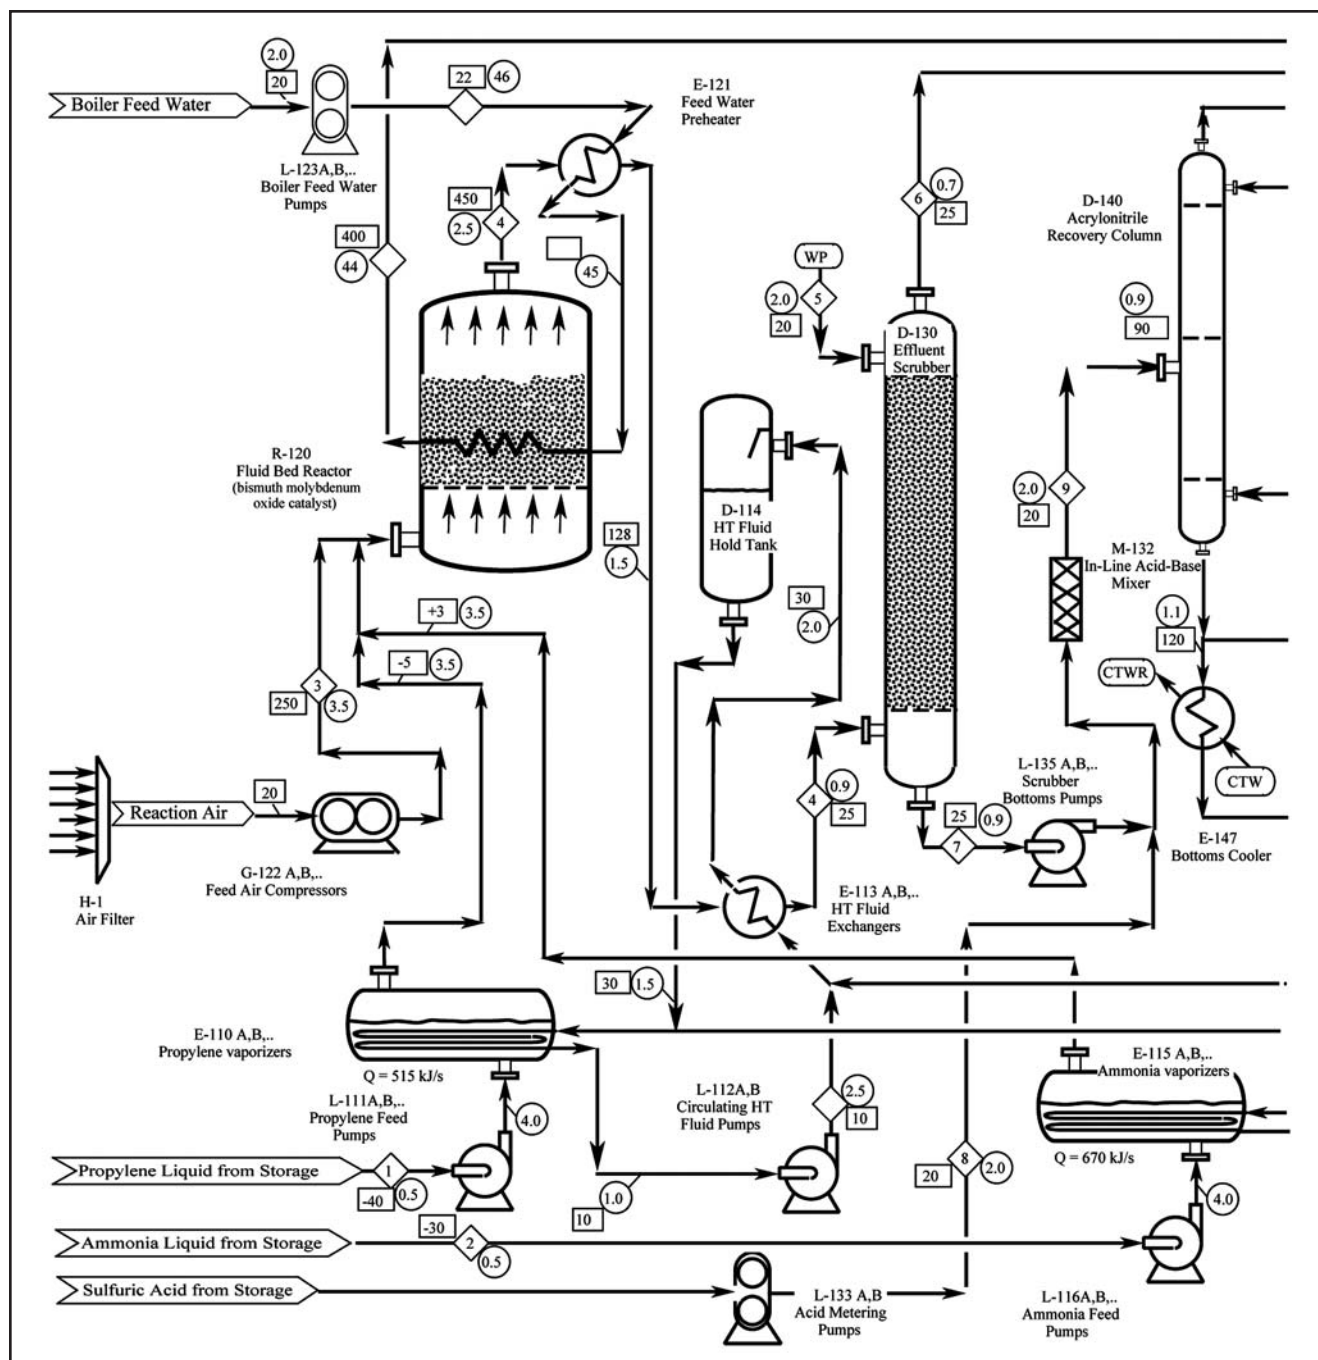 2.0
20
Boiler Feed Water
22
46
E-121
Feed Water
Preheater
L-123A,B,..
Boiler Feed Water
Pumps
400
44
450
2.5
4
45
6
0.7
25
D-140
Acrylonitrile
Recovery Column
WP
5
2.0
20
0.9
90
D-130
Effluent
Scrubber
R-120
Fluid Bed Reactor
(bismuth molybdenum
oxide catalyst)
D-114
HT Fluid
Hold Tank
9
2.0
20
128
1.5
M-132
In-Line Acid-Base
Mixer
30
2.0
+3
3.5
-5
3.5
1.1
120
3
250
3.5
CTWR
L-135 A,B,..
Scrubber
Bottoms Pumps
CTW
4
0.9
25
20
Reaction Air
25
0.9
7
E-147
Bottoms Cooler
G-122 A,B,..
Feed Air Compressors
H-1
Air Filter
E-113 A,B,..
HT Fluid
Exchangers
30
1.5
E-110 A,B,..
Propylene vaporizers
Q = 515 kJ/s
E-115 A,B,..
Ammonia vaporizers
L-111A,B,..
Propylene Feed
Pumps
4.0
L-112A,B
Circulating HT
Fluid Pumps
2.5
10
Propylene Liquid from Storage
1
-40
0.5
1.0
10
8
20
2.0
Q = 670 kJ/s
4.0
-30
Ammonia Liquid from Storage
2
0.5
Sulfuric Acid from Storage
L-133 A,B
Acid Metering
Pumps
L-116A,B,..
Ammonia Feed
Pumps